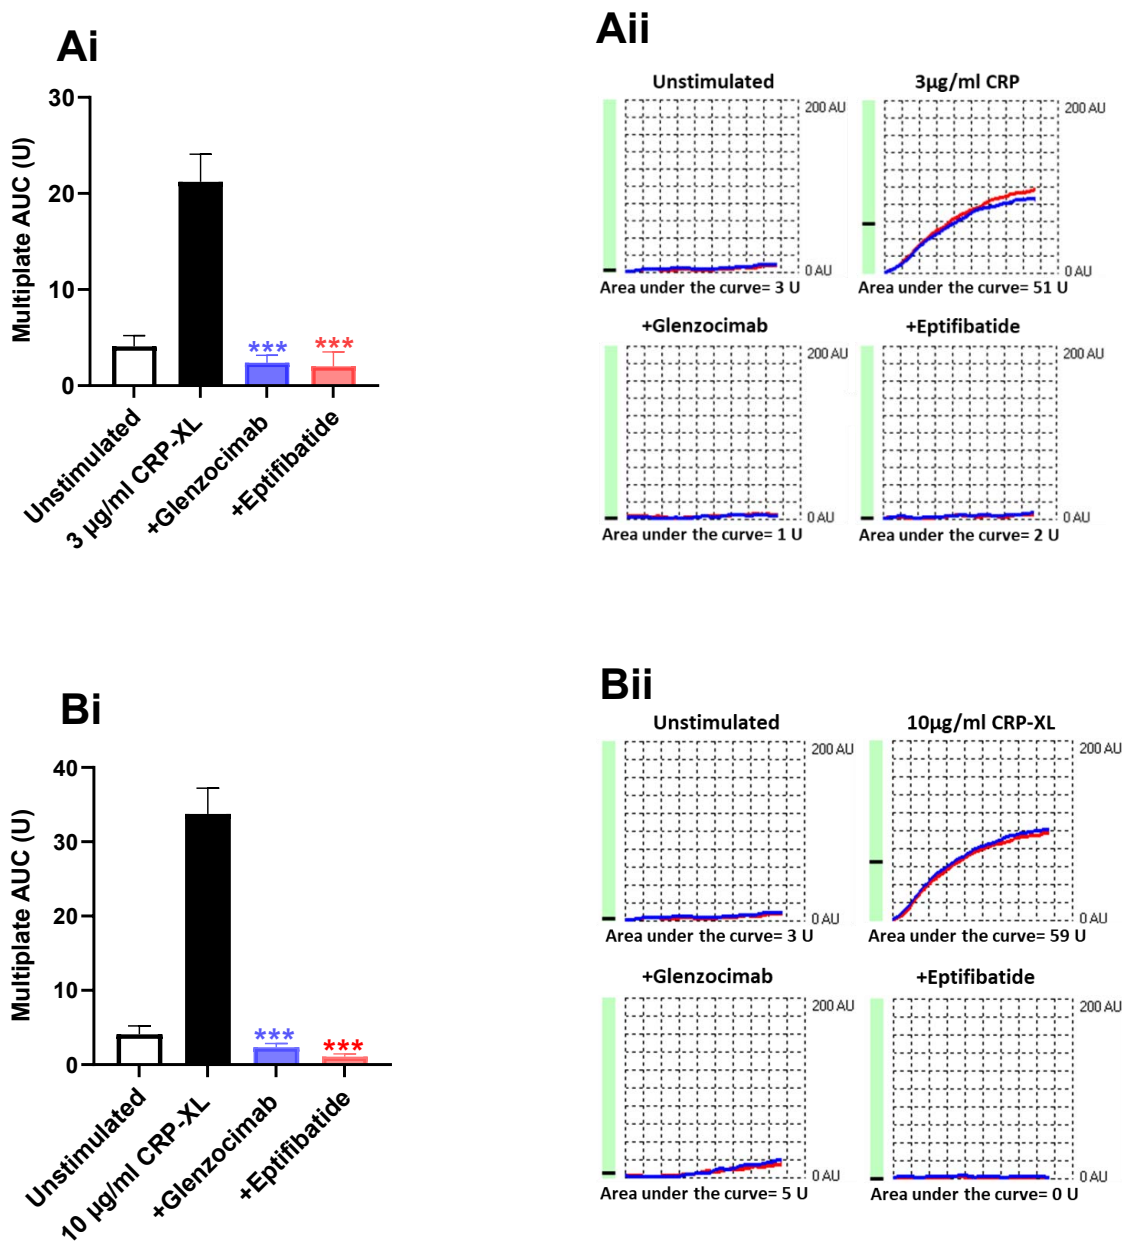 Ai
Multiplate AUC (U)
30
20
10
0
***
***
Unstimulated
3 µg/ml CRP-XL
+Glenzocimab
+Eptifibatide
Aii
Unstimulated
200 AU
0 AU
Area under the curve= 3 U
3µg/ml CRP
200 AU
0 AU
Area under the curve= 51 U
+Glenzocimab
200 AU
0 AU
Area under the curve= 1 U
+Eptifibatide
200 AU
0 AU
Area under the curve= 2 U
Bi
Multiplate AUC (U)
40
30
20
10
0
***
***
Unstimulated
10 µg/ml CRP-XL
+Glenzocimab
+Eptifibatide
Bii
Unstimulated
200 AU
0 AU
Area under the curve= 3 U
10µg/ml CRP-XL
200 AU
0 AU
Area under the curve= 59 U
+Glenzocimab
200 AU
0 AU
Area under the curve= 5 U
+Eptifibatide
200 AU
0 AU
Area under the curve= 0 U